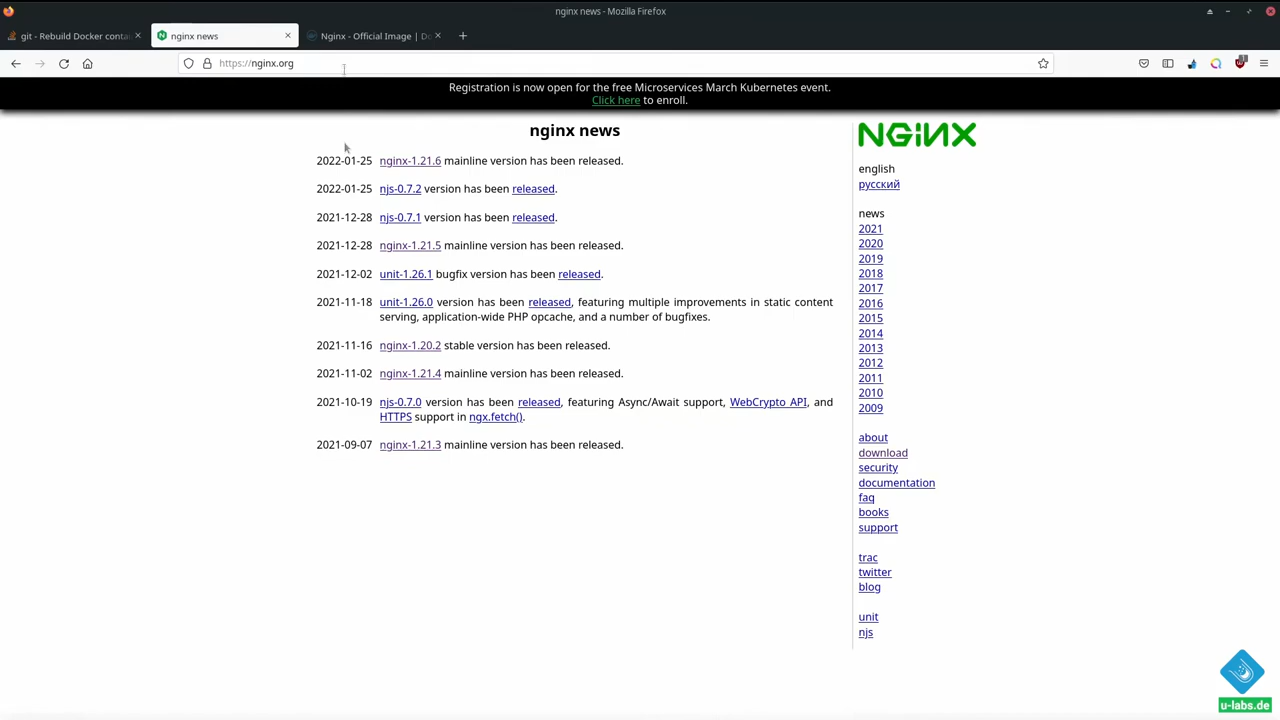 nginx news - Mozilla Firefox
git - Rebuild Docker conta
nginx news
Nginx - Official Image | Do
https://nginx.org
Registration is now open for the free Microservices March Kubernetes event.
Click here to enroll.
nginx news
2022-01-25 nginx-1.21.6 mainline version has been released.
2022-01-25 njs-0.7.2 version has been released.
2021-12-28 njs-0.7.1 version has been released.
2021-12-28 nginx-1.21.5 mainline version has been released.
2021-12-02 unit-1.26.1 bugfix version has been released.
2021-11-18 unit-1.26.0 version has been released, featuring multiple improvements in static content
serving, application-wide PHP opcache, and a number of bugfixes.
2021-11-16 nginx-1.20.2 stable version has been released.
2021-11-02 nginx-1.21.4 mainline version has been released.
2021-10-19 njs-0.7.0 version has been released, featuring Async/Await support, WebCrypto API, and
HTTPS support in ngx.fetch().
2021-09-07 nginx-1.21.3 mainline version has been released.
NGINX
english
русский
news
2021
2020
2019
2018
2017
2016
2015
2014
2013
2012
2011
2010
2009
about
download
security
documentation
faq
books
support
trac
twitter
blog
unit
njs
u-labs.de